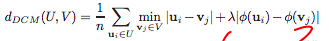 d_{DCM}(U, V) = \frac{1}{n} \sum_{\mathbf{u}_i \in U} \min_{\mathbf{v}_j \in V} |\mathbf{u}_i - \mathbf{v}_j| + \lambda |\phi(\mathbf{u}_i) - \phi(\mathbf{v}_j)|